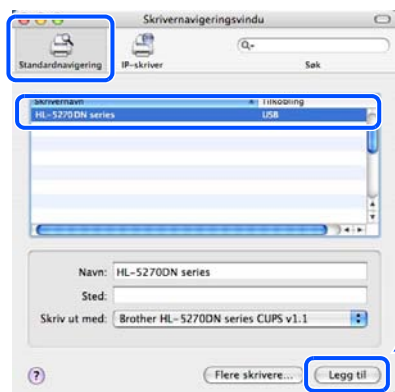 Skrivernavigeringsvindu
Standardnavigering IP-skriver Søk
Skrivernavn Tilkobling
HL-5270DN series USB
Navn: HL-5270DN series
Sted:
Skriv ut med: Brother HL-5270DN series CUPS v1.1
? Flere skrivere... Legg til